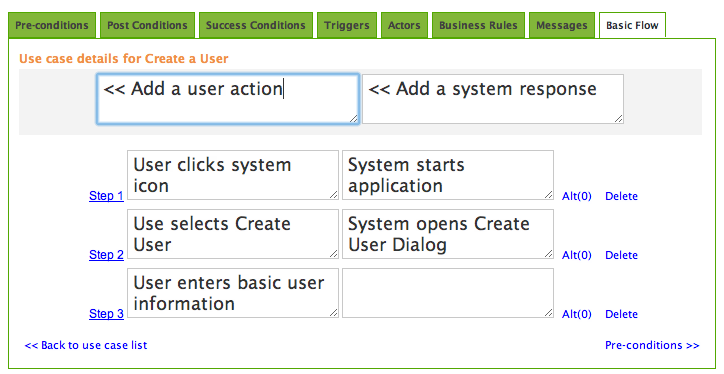 Pre-conditions Post Conditions Success Conditions Triggers Actors Business Rules Messages Basic Flow
Use case details for Create a User
<< Add a user action << Add a system response
User clicks system
icon
System starts
application
Step 1 Alt(0) Delete
Use selects Create
User
System opens Create
User Dialog
Step 2 Alt(0) Delete
User enters basic user
information
Step 3 Alt(0) Delete
<< Back to use case list Pre-conditions >>